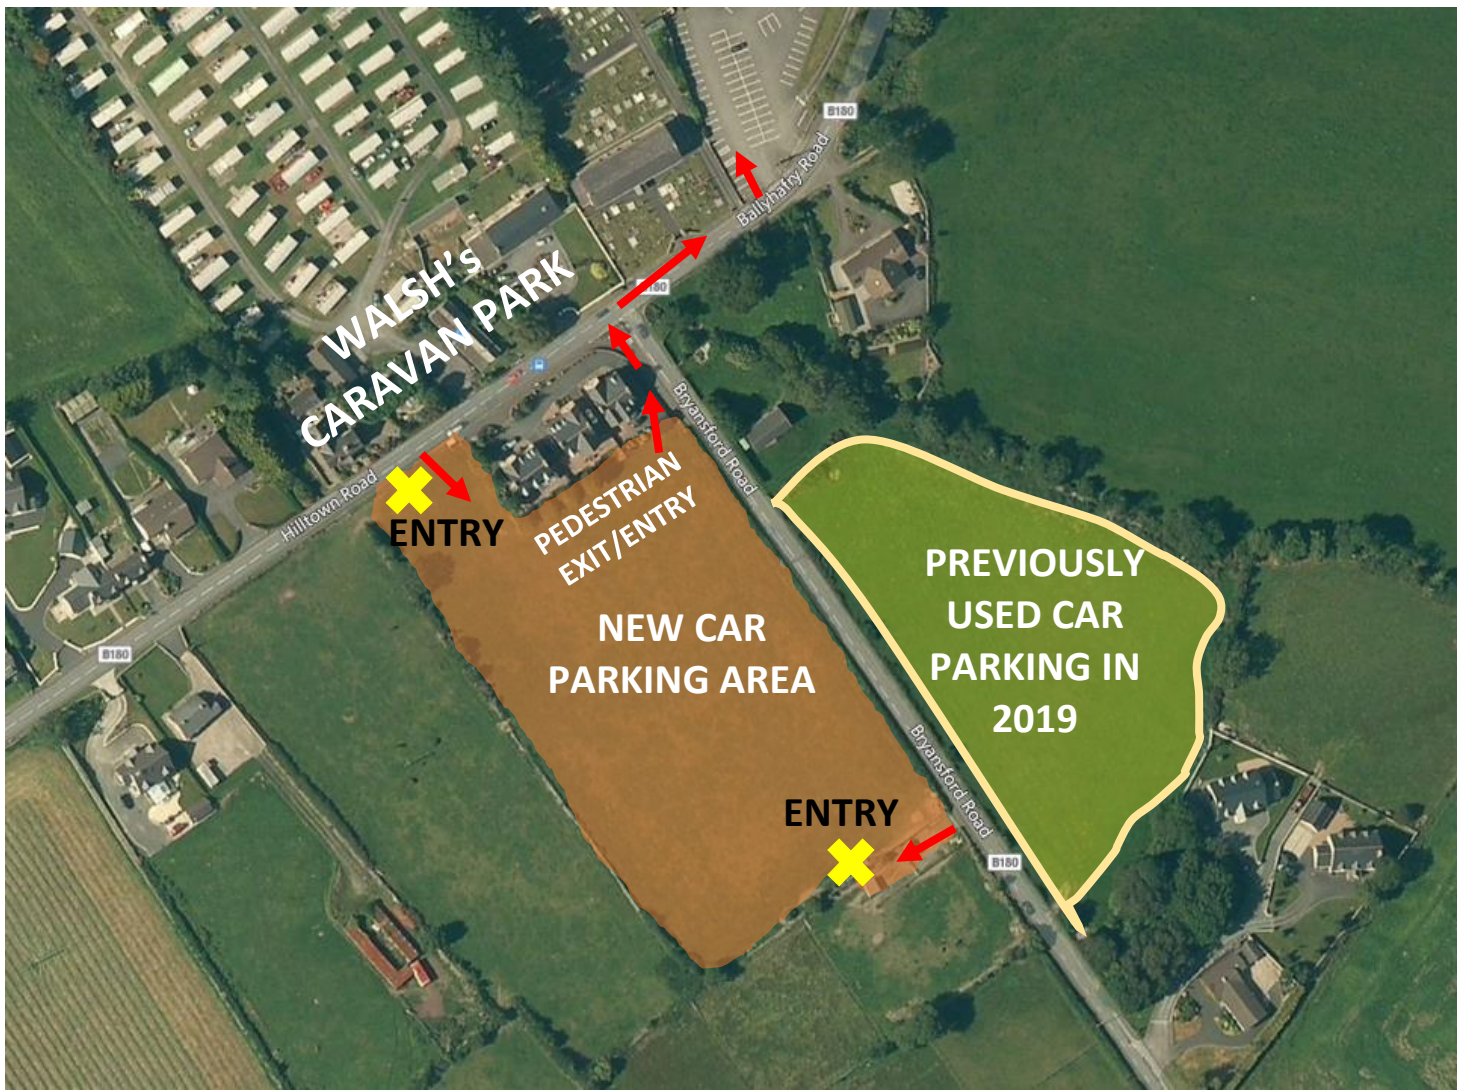 B180
Ballyhafry Road
WALSH's
CARAVAN PARK
B180
Bryansford Road
Hilltown Road
ENTRY
PEDESTRIAN
EXIT/ENTRY
NEW CAR
PARKING AREA
PREVIOUSLY
USED CAR
PARKING IN
2019
B180
Bryansford Road
ENTRY
B180